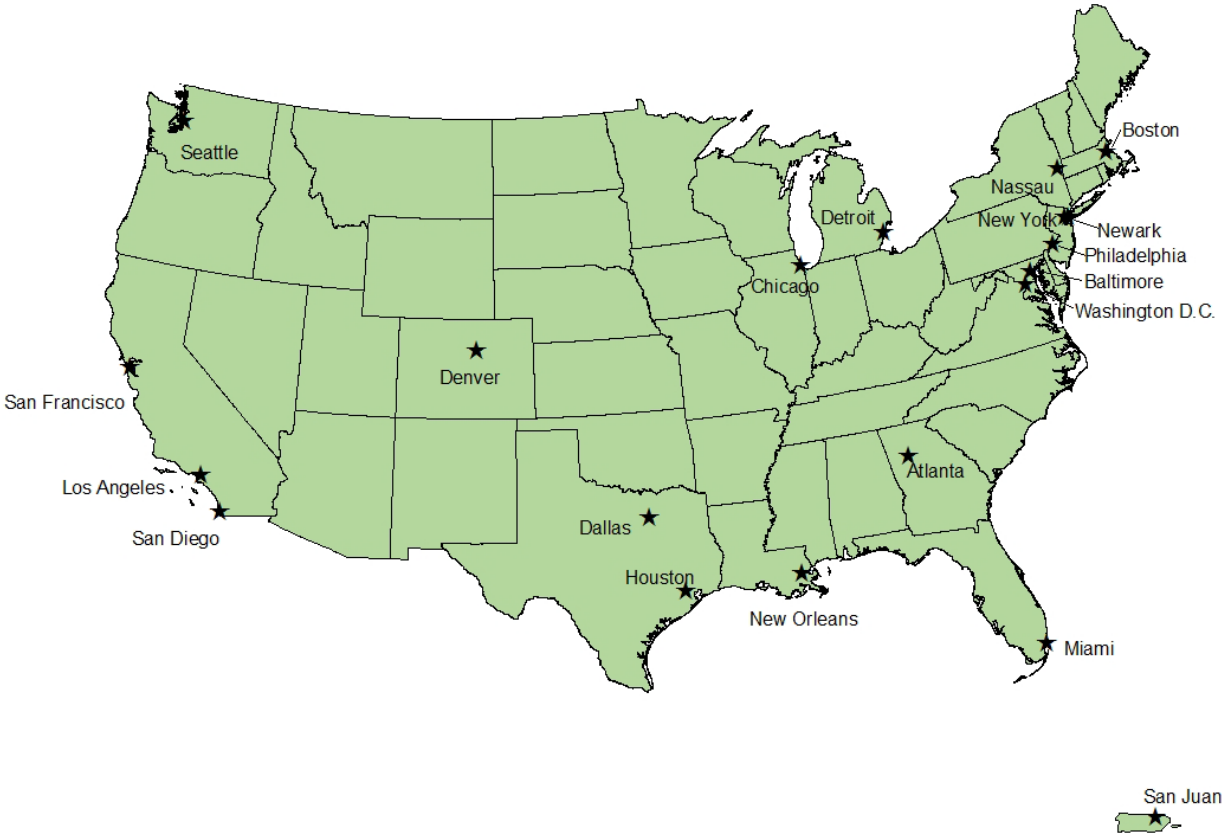 Boston
Seattle
Nassau
Detroit
New York
Newark
Philadelphia
Baltimore
Chicago
Washington D.C.
Denver
San Francisco
Atlanta
Los Angeles
Dallas
San Diego
Houston
New Orleans
Miami
San Juan